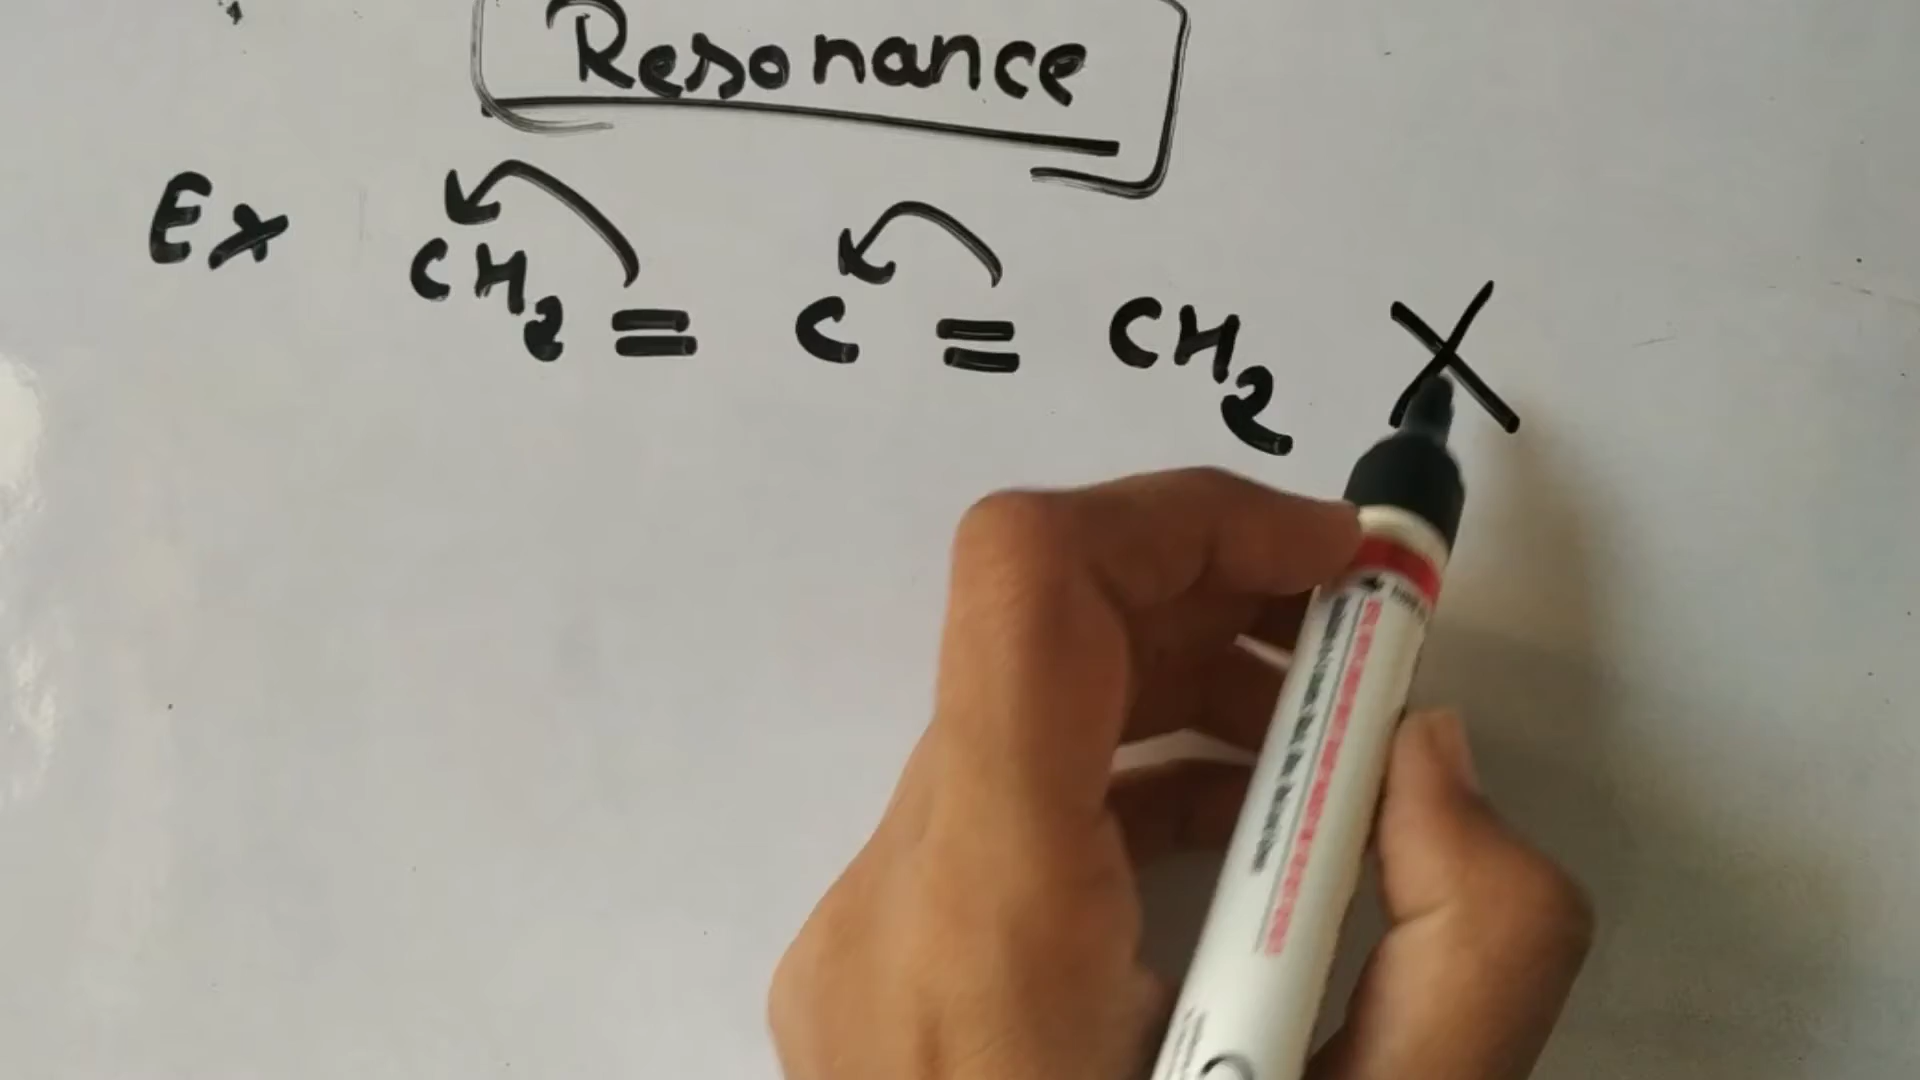 Resonance
Ex CH2 = C = CH2 X